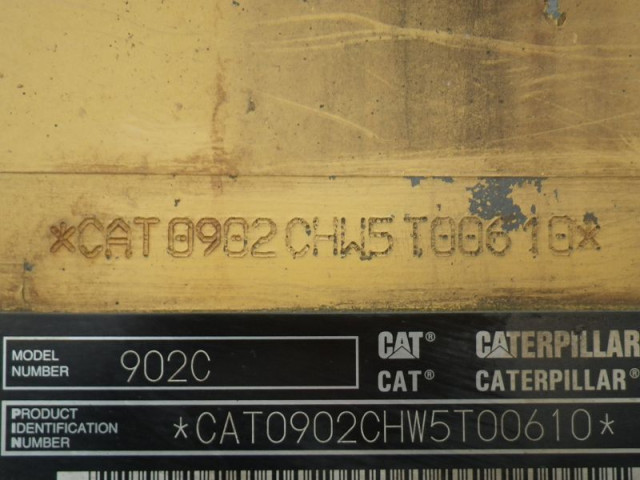 *CAT0902CHW5T00610*
MODEL NUMBER 902C
CAT® CATERPILLAR
CAT® CATERPILLAR®
PRODUCT IDENTIFICATION NUMBER *CAT0902CHW5T00610*